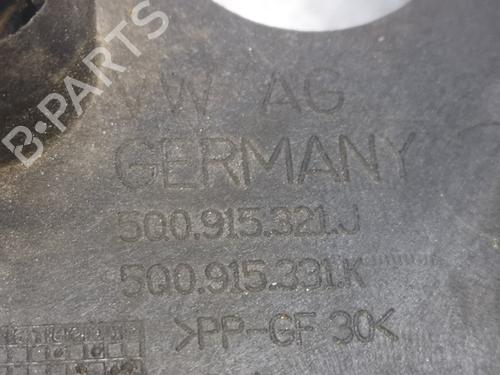 B-PARTS
VW AG
GERMANY
5Q0.915.321.J
5Q0.915.331.K
>PP-GF 30<